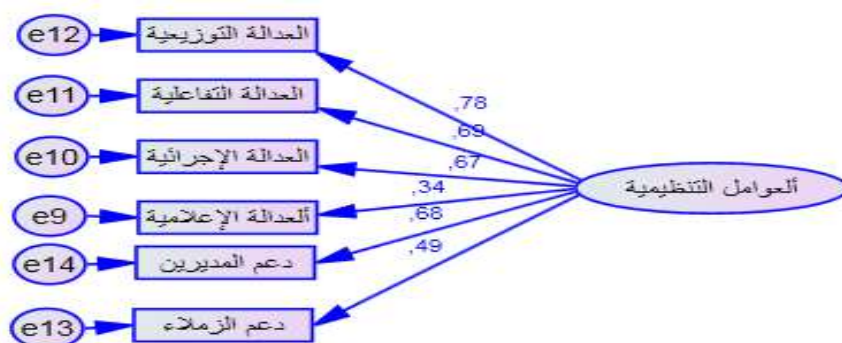 e12
العدالة التوزيعية
,78
e11
العدالة التفاعلية
,69
e10
العدالة الإجرائية
,67
ألعوامل التنظيمية
e9
ألعدالة الإعلامية
,34
e14
دعم المديرين
,68
e13
دعم الزملاء
,49